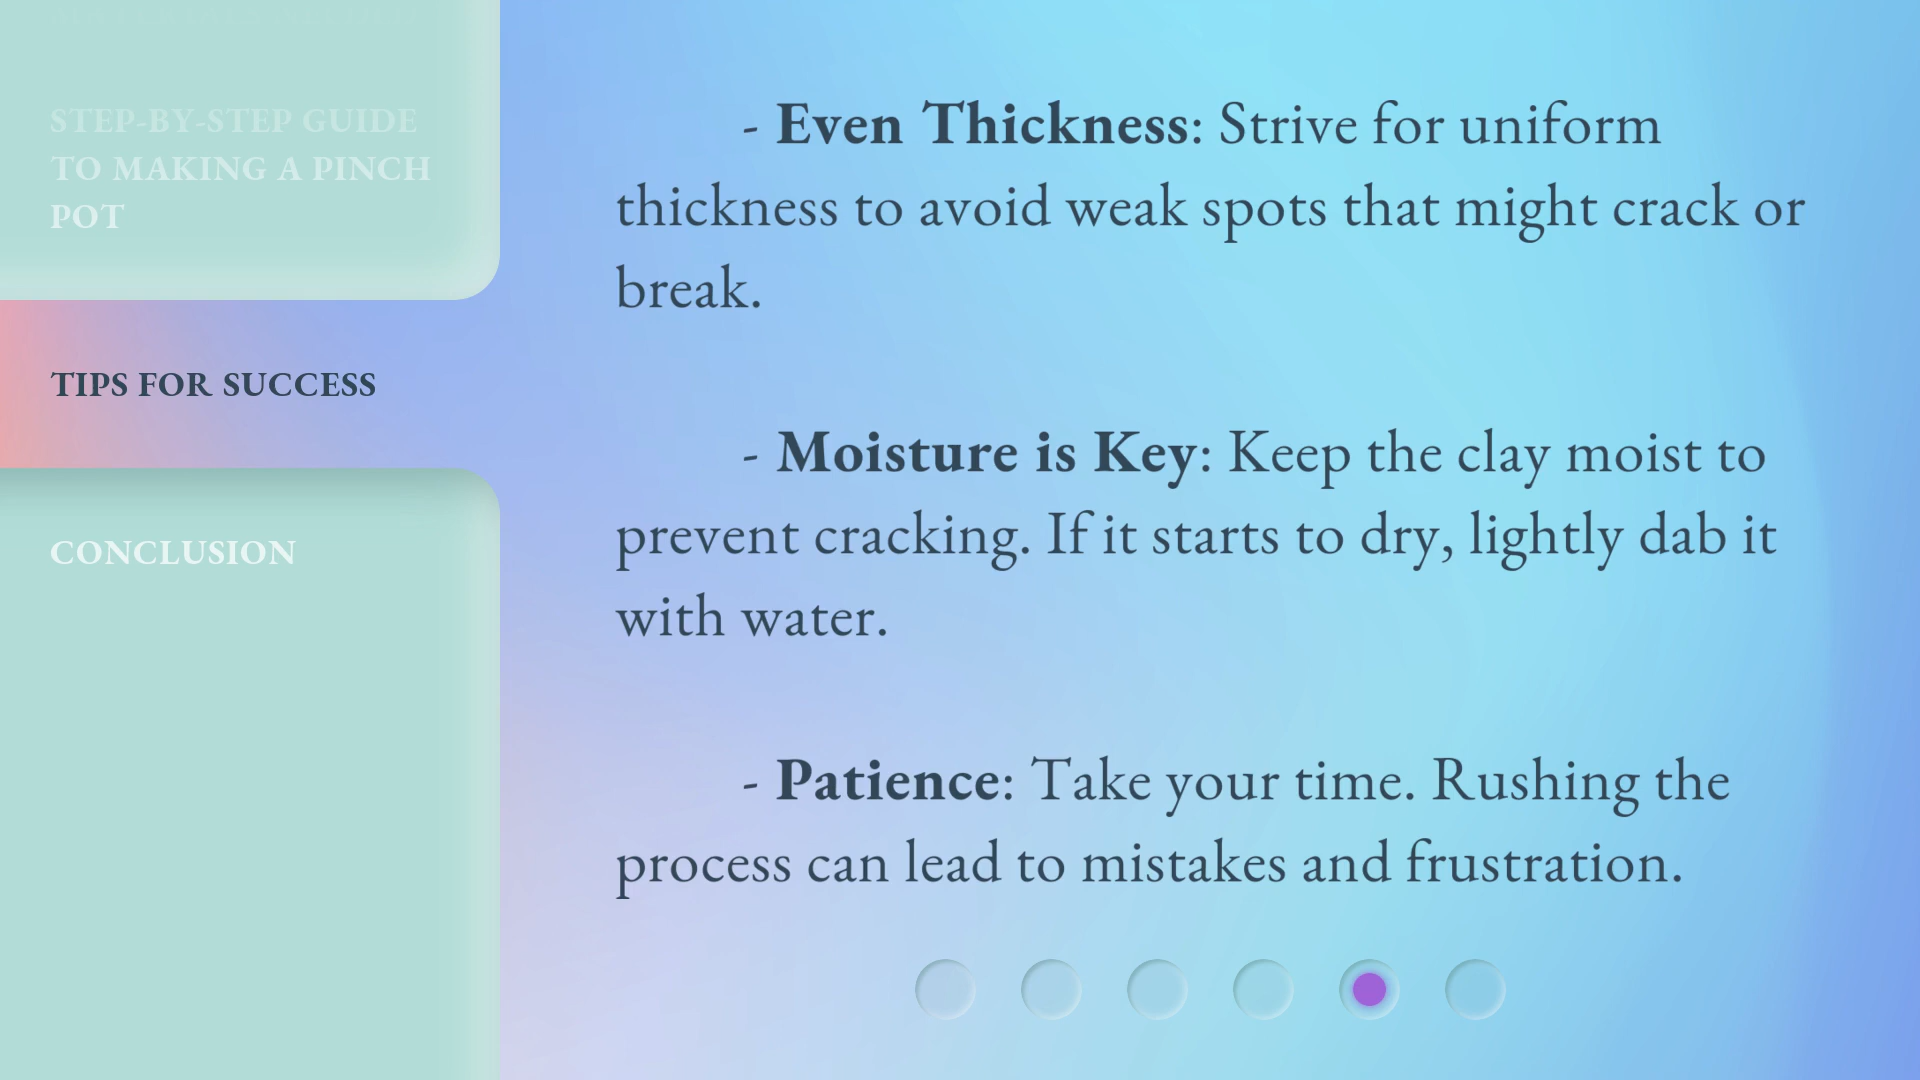 STEP-BY-STEP GUIDE
TO MAKING A PINCH
POT
TIPS FOR SUCCESS
CONCLUSION
- Even Thickness: Strive for uniform
thickness to avoid weak spots that might crack or
break.
- Moisture is Key: Keep the clay moist to
prevent cracking. If it starts to dry, lightly dab it
with water.
- Patience: Take your time. Rushing the
process can lead to mistakes and frustration.